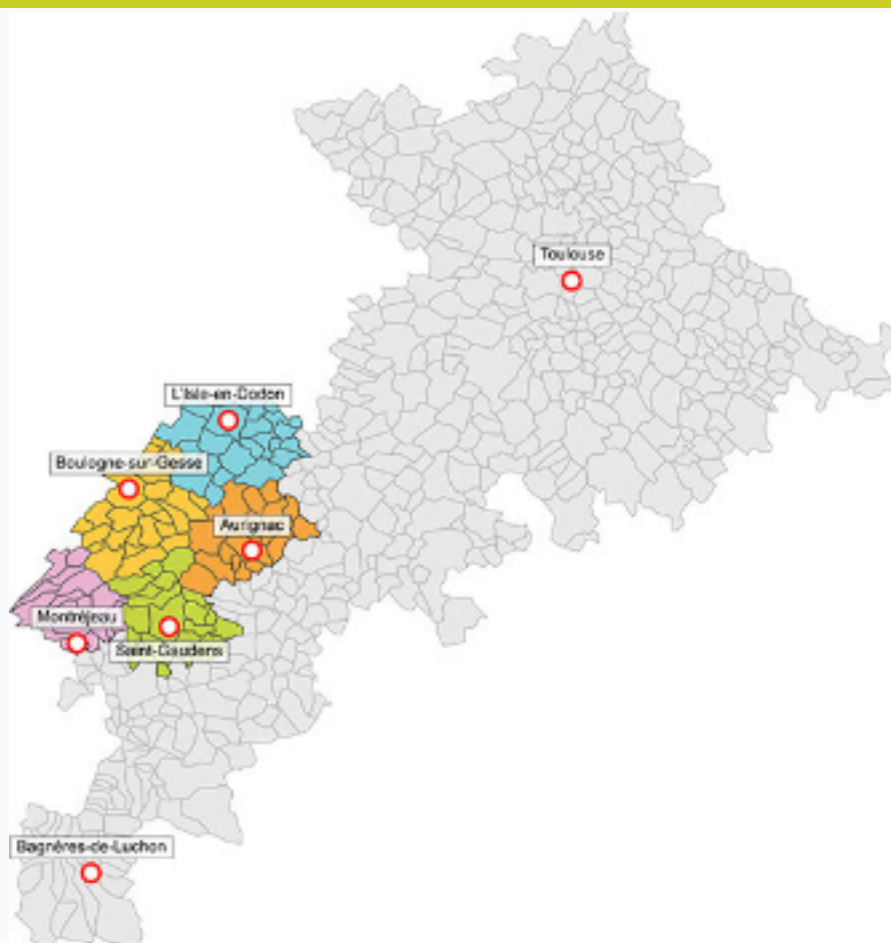 Toulouse
L'Isle-en-Dodon
Boulogne-sur-Gesse
Aurignac
Montréjeau
Saint-Gaudens
Bagnères-de-Luchon